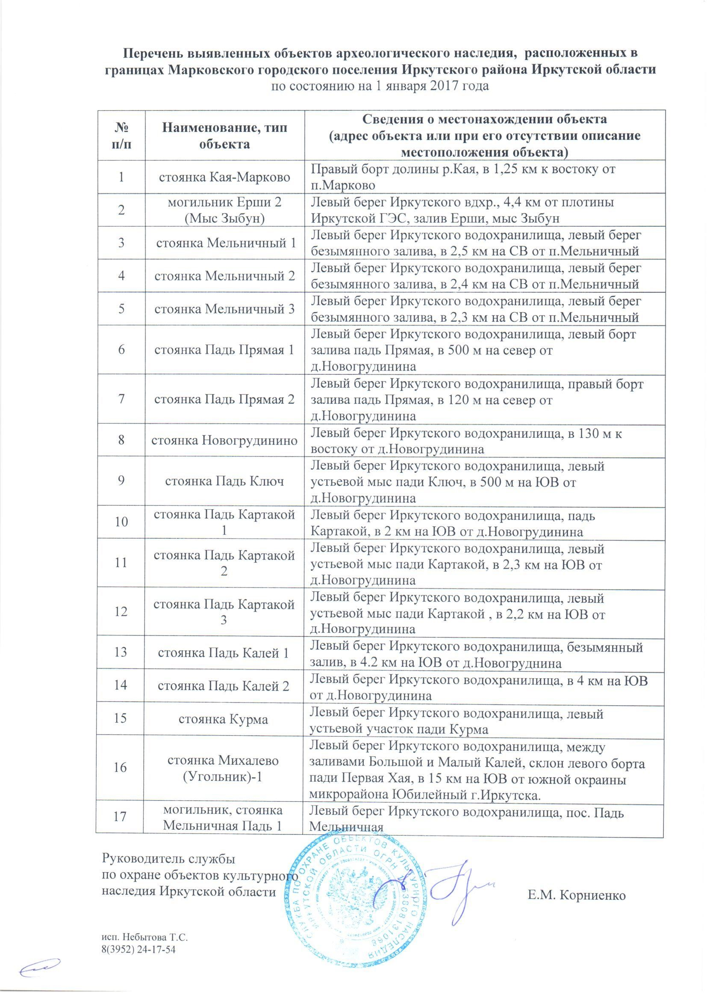 Перечень выявленных объектов археологического наследия, расположенных в
границах Марковского городского поселения Иркутского района Иркутской области
по состоянию на 1 января 2017 года
№
п/п
Наименование, тип
объекта
Сведения о местонахождении объекта
(адрес объекта или при его отсутствии описание
местоположения объекта)
1
стоянка Кая-Марково
Правый борт долины р.Кая, в 1,25 км к востоку от
п.Марково
2
могильник Ерши 2
(Мыс Зыбун)
Левый берег Иркутского вдхр., 4,4 км от плотины
Иркутской ГЭС, залив Ерши, мыс Зыбун
3
стоянка Мельничный 1
Левый берег Иркутского водохранилища, левый берег
безымянного залива, в 2,5 км на СВ от п.Мельничный
4
стоянка Мельничный 2
Левый берег Иркутского водохранилища, левый берег
безымянного залива, в 2,4 км на СВ от п.Мельничный
5
стоянка Мельничный 3
Левый берег Иркутского водохранилища, левый берег
безымянного залива, в 2,3 км на СВ от п.Мельничный
6
стоянка Падь Прямая 1
Левый берег Иркутского водохранилища, левый борт
залива падь Прямая, в 500 м на север от
д.Новогрудинина
7
стоянка Падь Прямая 2
Левый берег Иркутского водохранилища, правый борт
залива падь Прямая, в 120 м на север от
д.Новогрудинина
8
стоянка Новогрудинино
Левый берег Иркутского водохранилища, в 130 м к
востоку от д.Новогрудинина
9
стоянка Падь Ключ
Левый берег Иркутского водохранилища, левый
устьевой мыс пади Ключ, в 500 м на ЮВ от
д.Новогрудинина
10
стоянка Падь Картакой
1
Левый берег Иркутского водохранилища, падь
Картакой, в 2 км на ЮВ от д.Новогрудинина
11
стоянка Падь Картакой
2
Левый берег Иркутского водохранилища, левый
устьевой мыс пади Картакой, в 2,3 км на ЮВ от
д.Новогрудинина
12
стоянка Падь Картакой
3
Левый берег Иркутского водохранилища, левый
устьевой мыс пади Картакой , в 2,2 км на ЮВ от
д.Новогрудинина
13
стоянка Падь Калей 1
Левый берег Иркутского водохранилища, безымянный
залив, в 4.2 км на ЮВ от д.Новогруднина
14
стоянка Падь Калей 2
Левый берег Иркутского водохранилища, в 4 км на ЮВ
от д.Новогрудинина
15
стоянка Курма
Левый берег Иркутского водохранилища, левый
устьевой участок пади Курма
16
стоянка Михалево
(Угольник)-1
Левый берег Иркутского водохранилища, между
заливами Большой и Малый Калей, склон левого борта
пади Первая Хая, в 15 км на ЮВ от южной окраины
микрорайона Юбилейный г.Иркутска.
17
могильник, стоянка
Мельничная Падь 1
Левый берег Иркутского водохранилища, пос. Падь
Мельничная
Руководитель службы
по охране объектов культурного
наследия Иркутской области
Е.М. Корниенко
СЛУЖБА ПО ОХРАНЕ ОБЪЕКТОВ КУЛЬТУРНОГО НАСЛЕДИЯ
ИРКУТСКОЙ ОБЛАСТИ ОГРН
исп. Небытова Т.С.
8(3952) 24-17-54